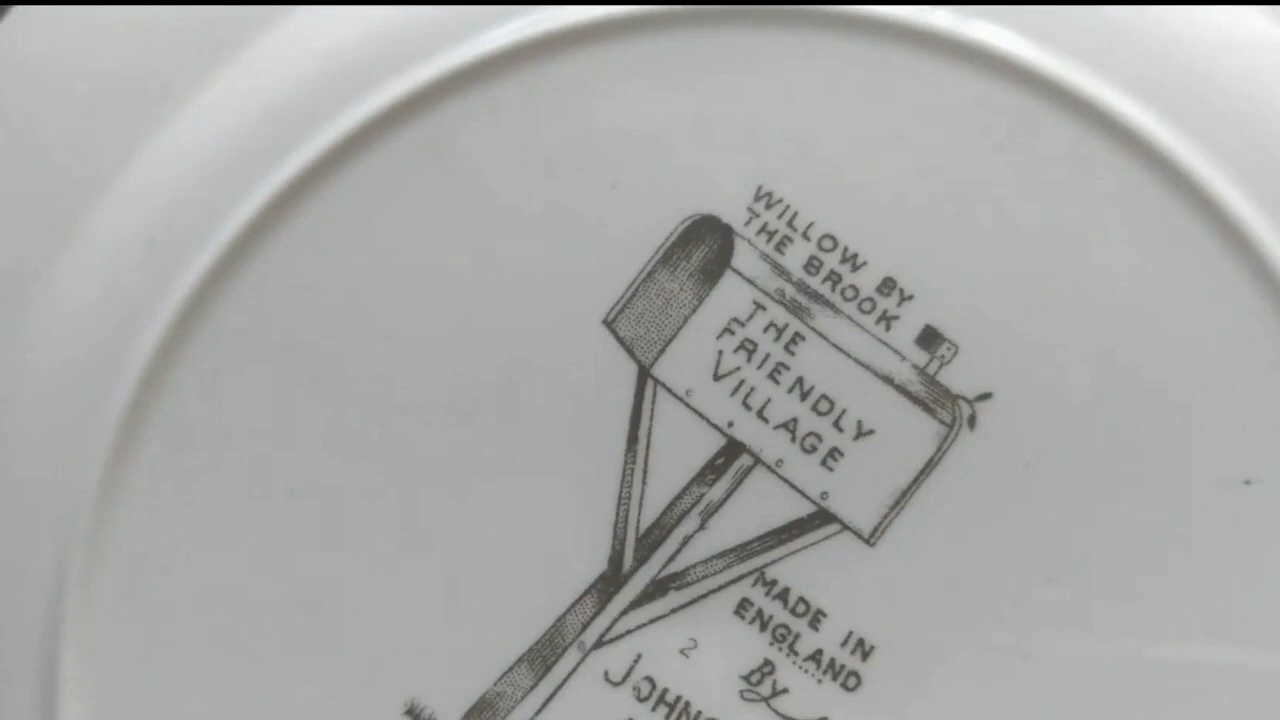 WILLOW BY
THE BROOK
THE
FRIENDLY
VILLAGE
MADE IN
ENGLAND
2
By